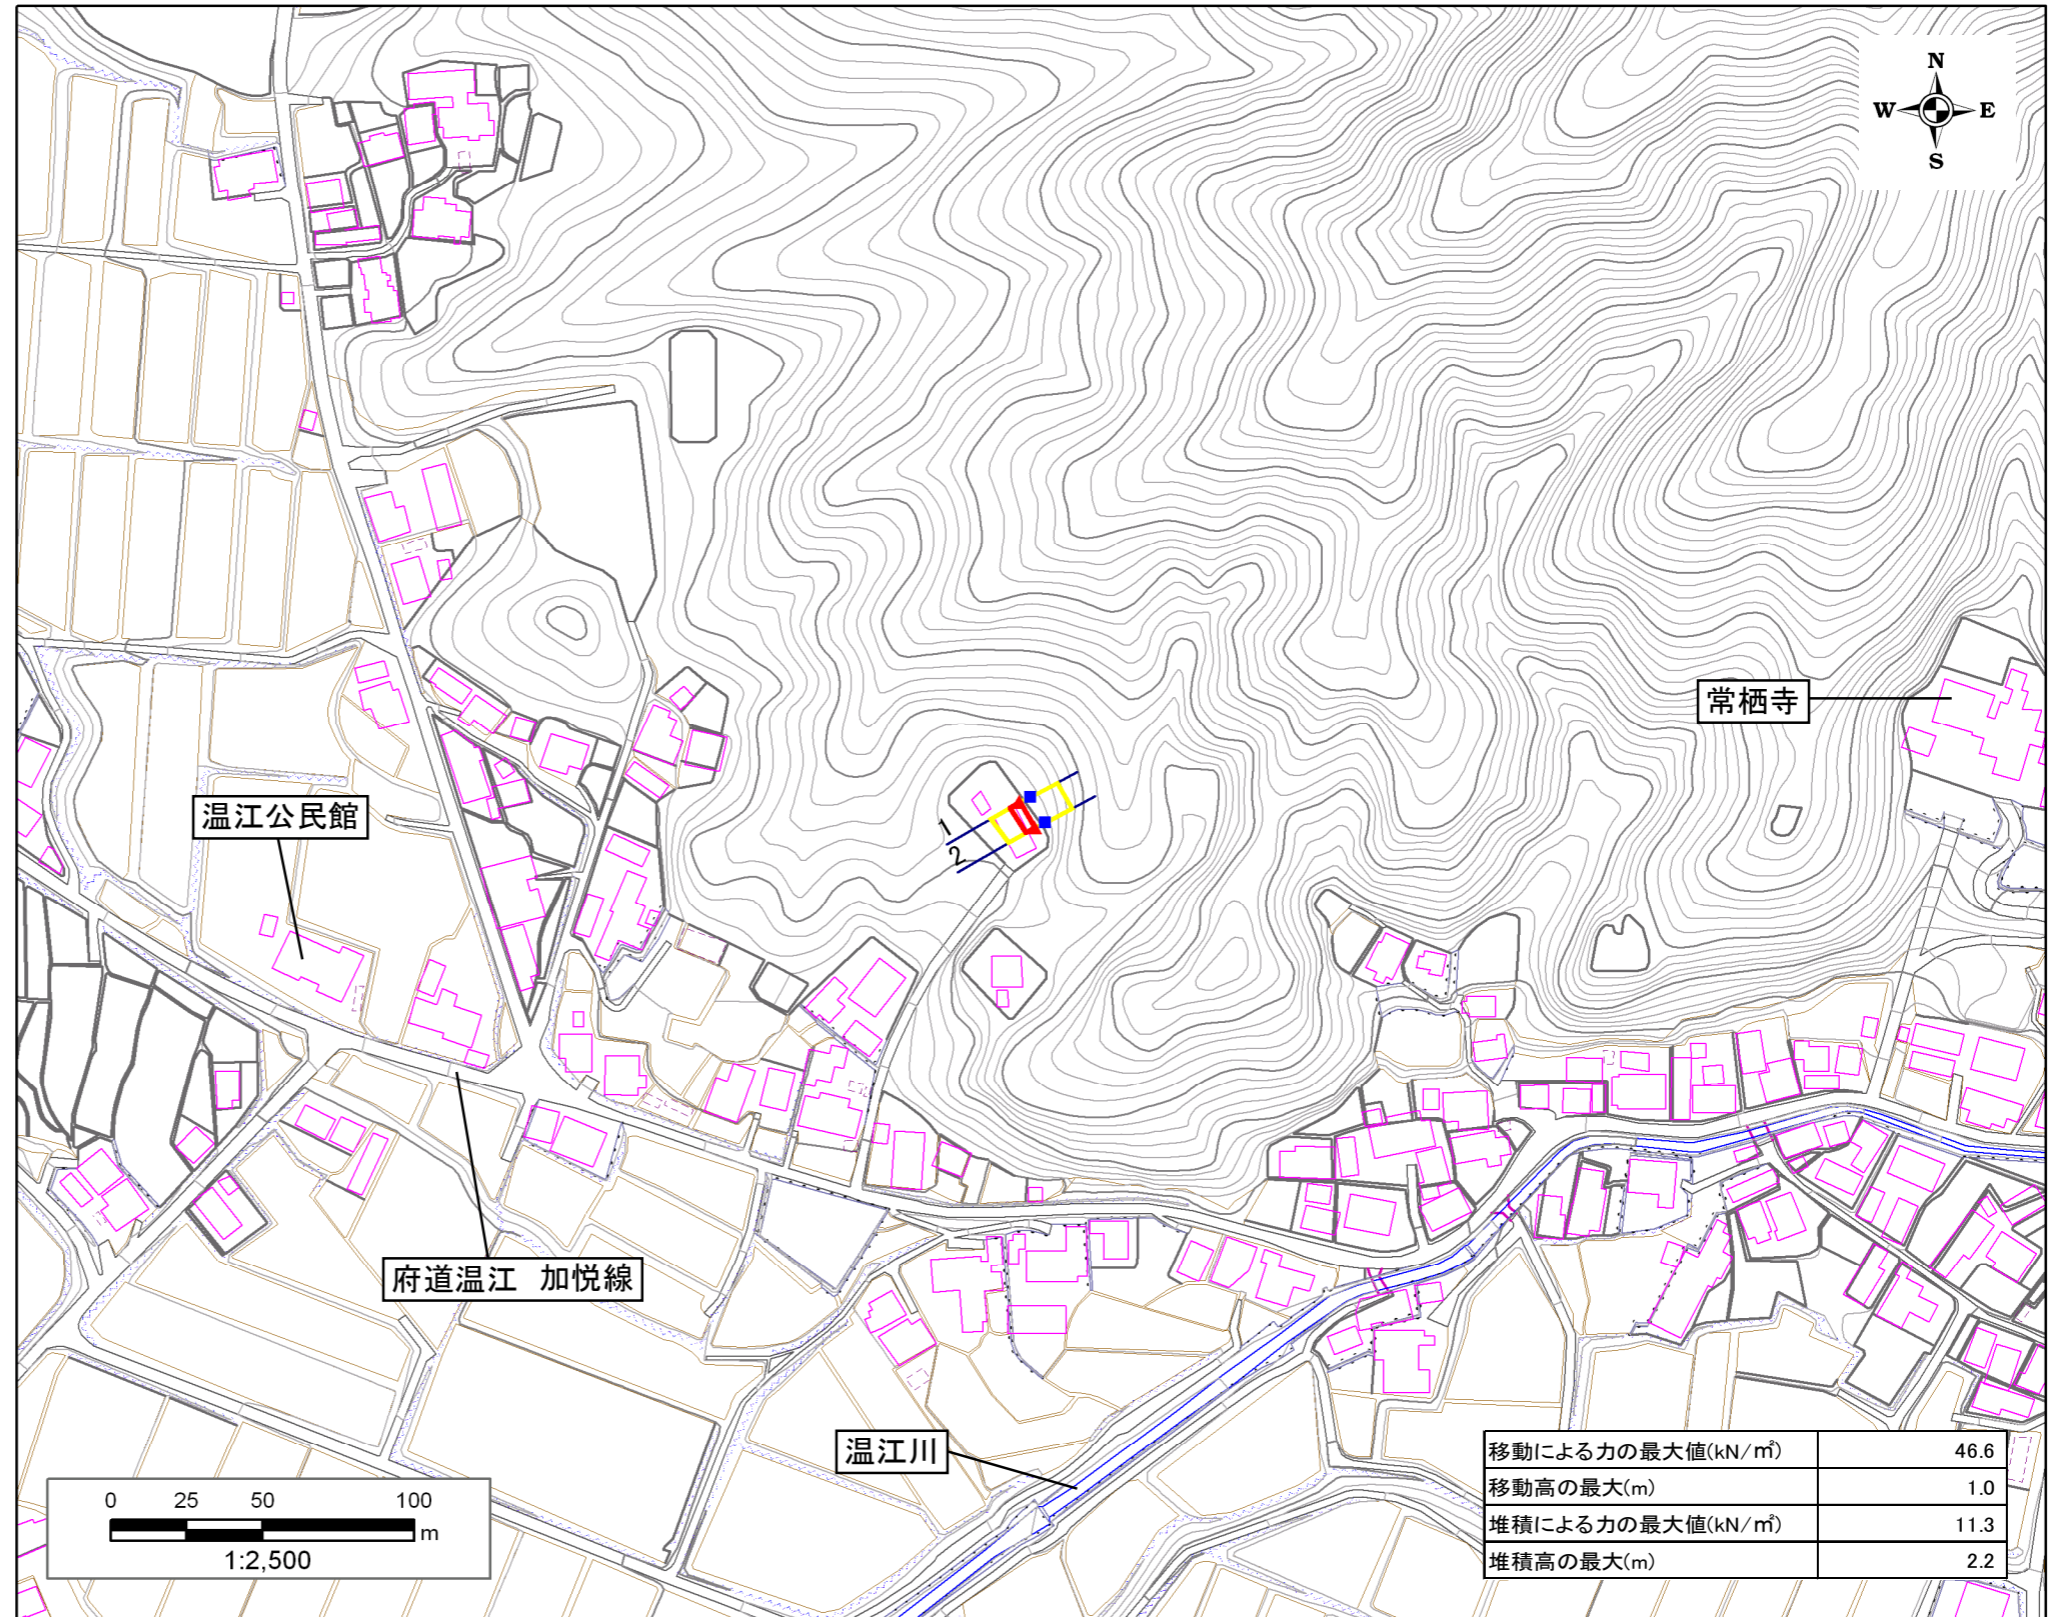 N
W E
S
常栖寺
温江公民館
1
2
府道温江 加悦線
温江川
移動による力の最大値(kN/㎡) 46.6
移動高の最大(m) 1.0
堆積による力の最大値(kN/㎡) 11.3
堆積高の最大(m) 2.2
0 25 50 100
m
1:2,500